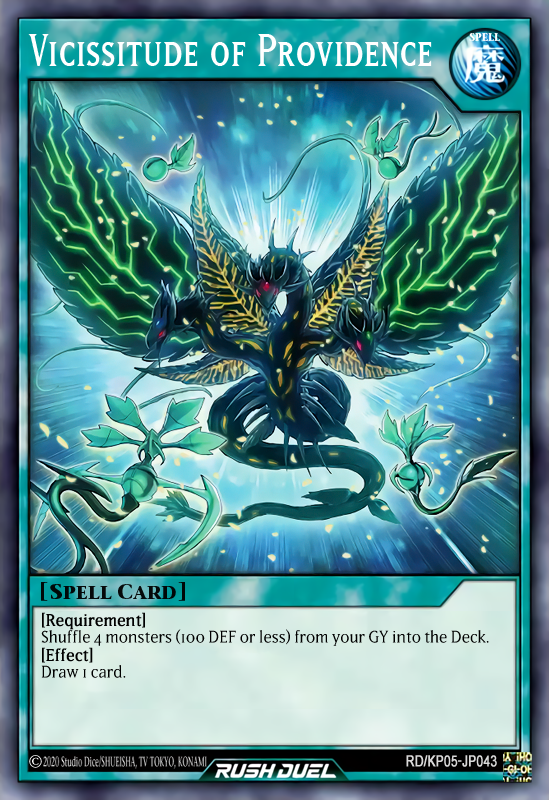 Vicissitude of Providence
SPELL
魔
[Spell Card]
[Requirement]
Shuffle 4 monsters (100 DEF or less) from your GY into the Deck.
[Effect]
Draw 1 card.
©2020 Studio Dice/SHUEISHA, TV TOKYO, KONAMI
RUSH DUEL
RD/KP05-JP043